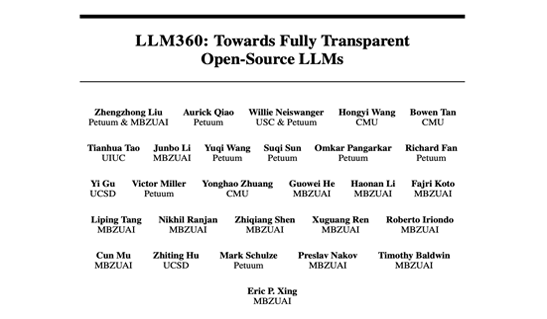 LLM360: Towards Fully Transparent
Open-Source LLMs
Zhengzhong Liu Aurick Qiao Willie Neiswanger Hongyi Wang Bowen Tan
Petuum & MBZUAI Petuum USC & Petuum CMU CMU
Tianhua Tao Junbo Li Yuqi Wang Suqi Sun Omkar Pangarkar Richard Fan
UIUC MBZUAI Petuum Petuum Petuum Petuum
Yi Gu Victor Miller Yonghao Zhuang Guowei He Haonan Li Fajri Koto
UCSD Petuum CMU MBZUAI MBZUAI MBZUAI
Liping Tang Nikhil Ranjan Zhiqiang Shen Xuguang Ren Roberto Iriondo
MBZUAI MBZUAI MBZUAI MBZUAI MBZUAI
Cun Mu Zhiting Hu Mark Schulze Preslav Nakov Timothy Baldwin
MBZUAI UCSD Petuum MBZUAI MBZUAI
Eric P. Xing
MBZUAI